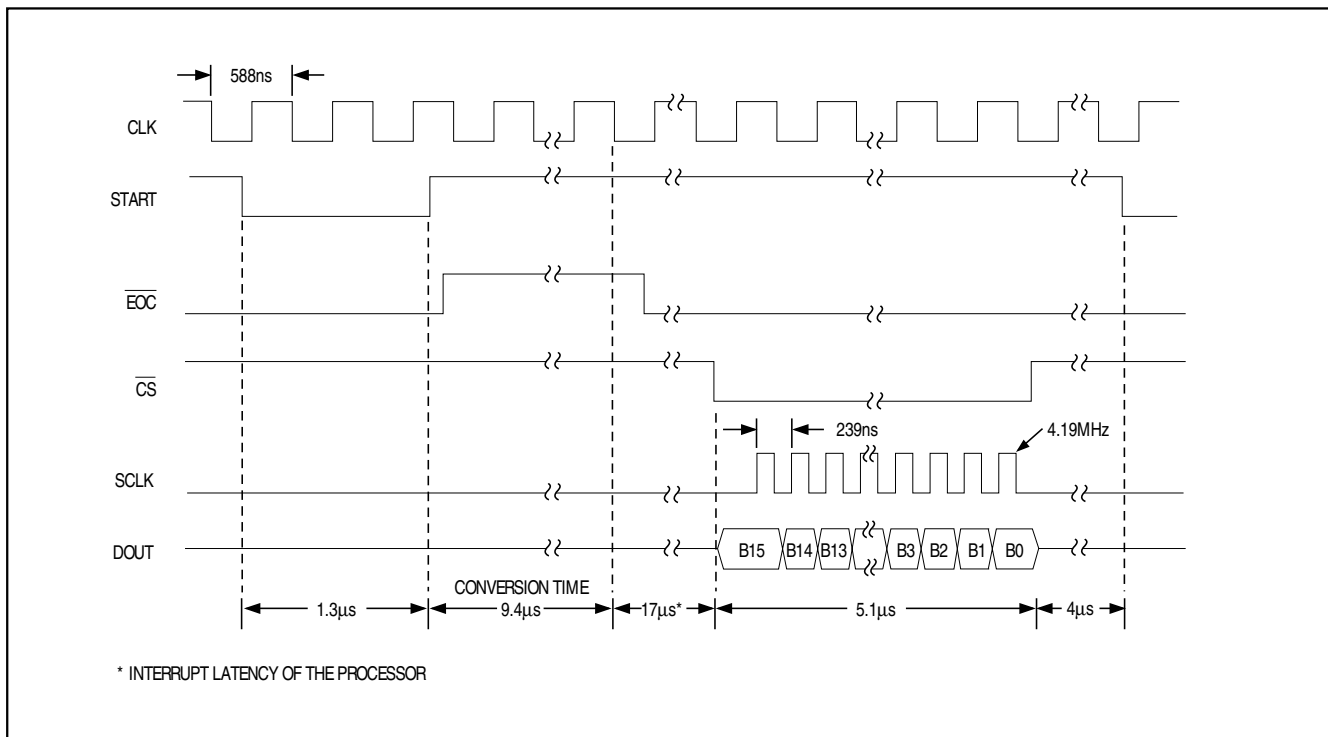 588ns
CLK
START
EOC
CS
239ns
4.19MHz
SCLK
DOUT
B15 B14 B13 B3 B2 B1 B0
CONVERSION TIME
1.3µs 9.4µs 17µs* 5.1µs 4µs
* INTERRUPT LATENCY OF THE PROCESSOR